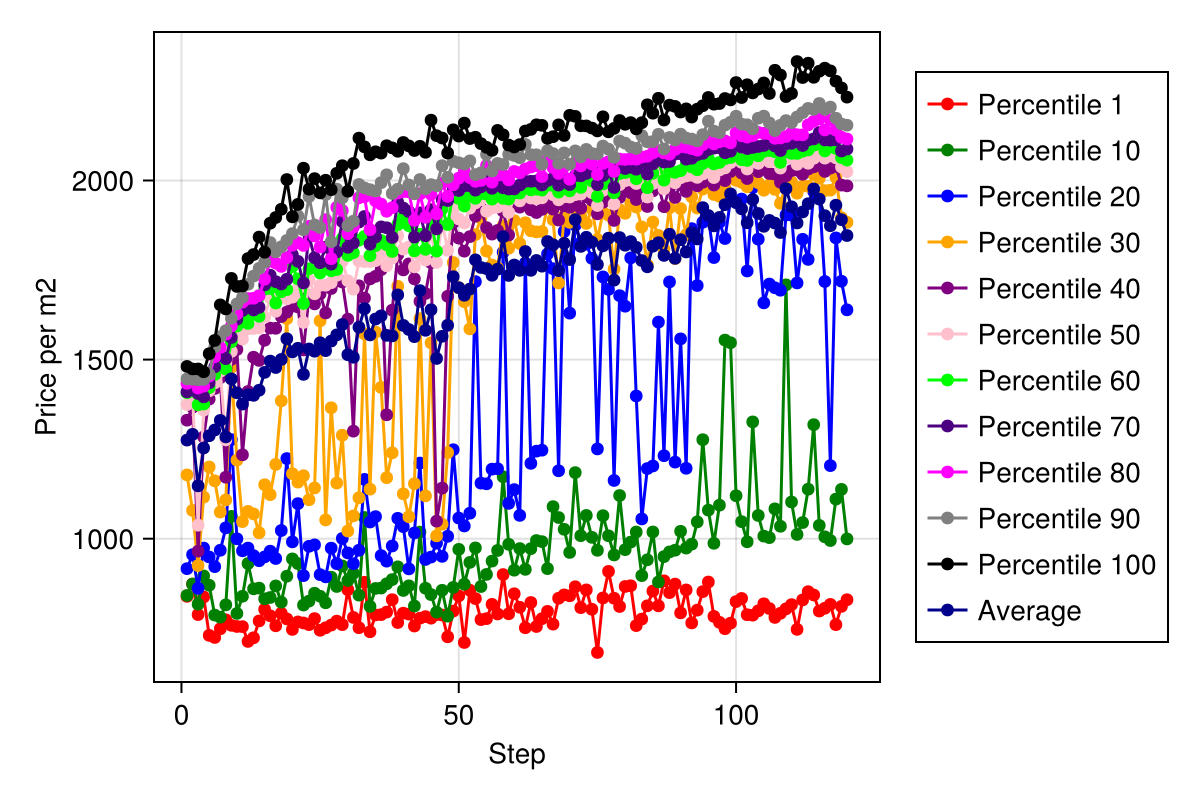 Price per m2
2000
1500
1000
0
50
100
Step
Percentile 1
Percentile 10
Percentile 20
Percentile 30
Percentile 40
Percentile 50
Percentile 60
Percentile 70
Percentile 80
Percentile 90
Percentile 100
Average